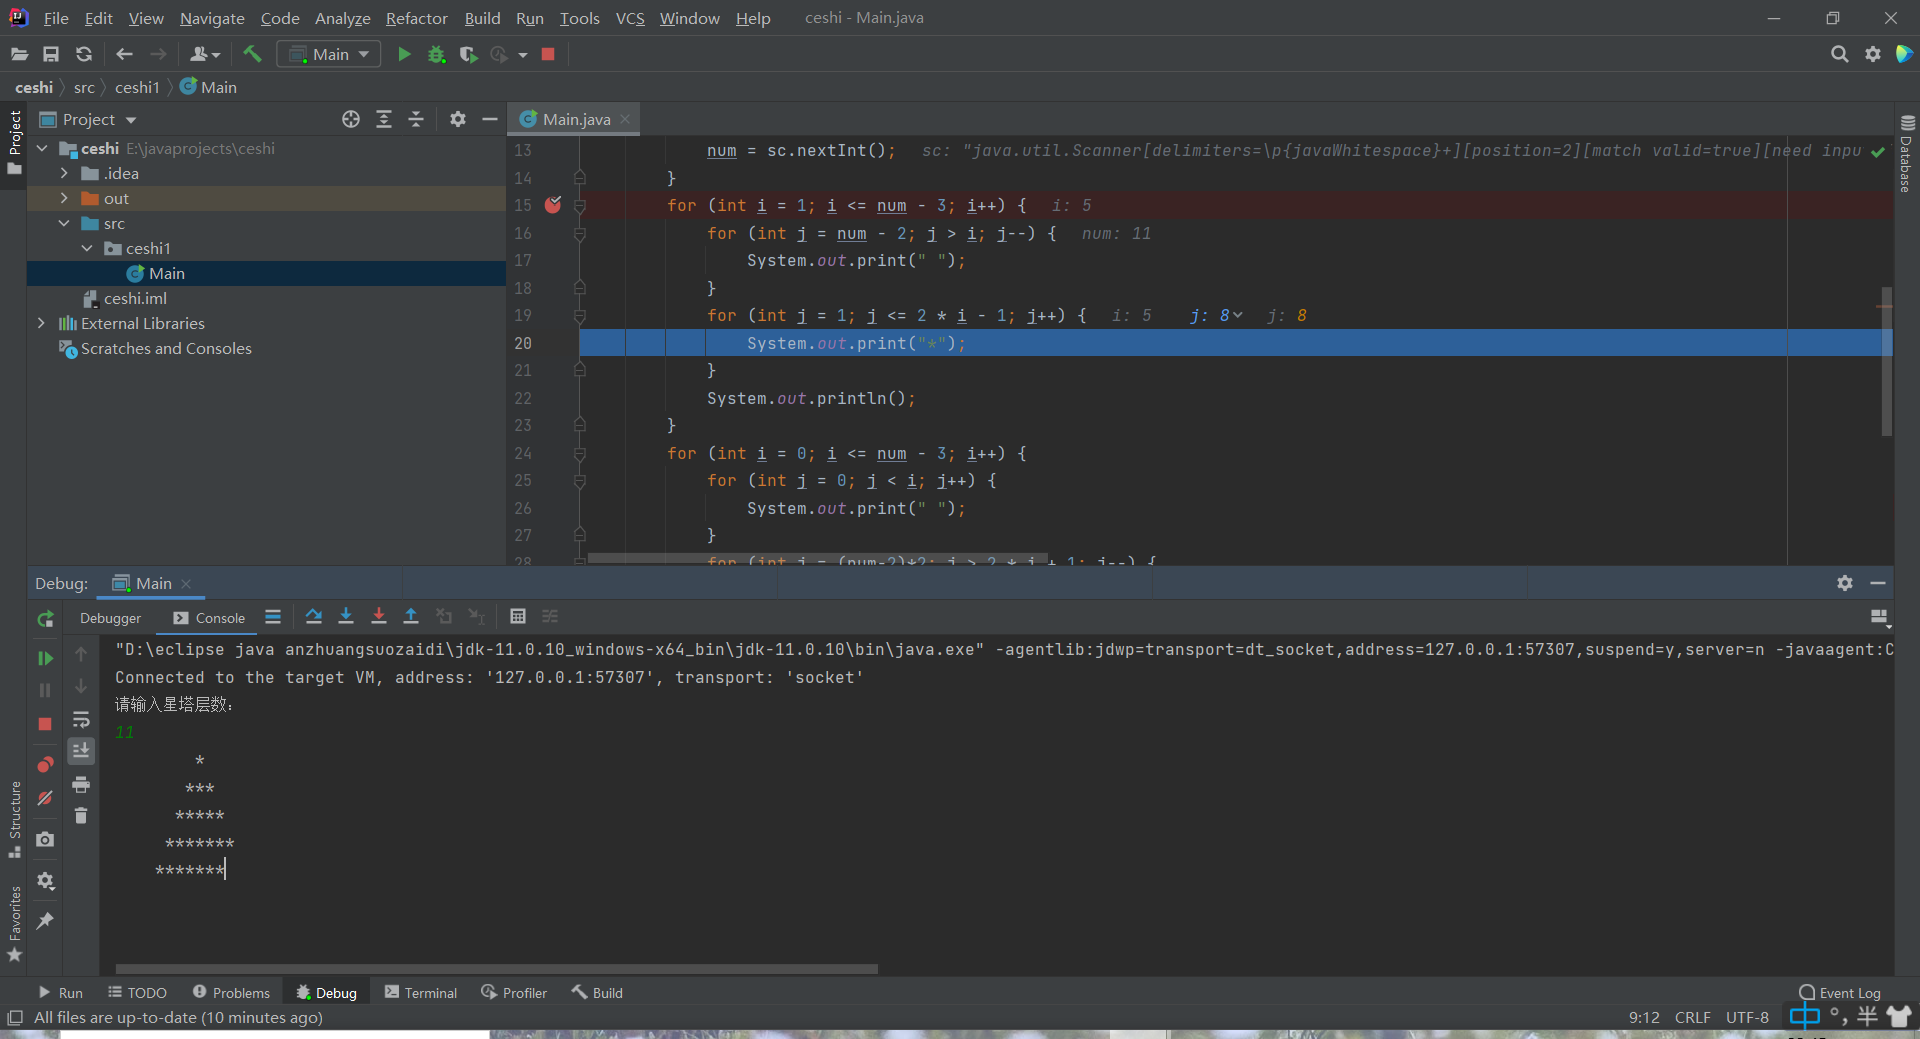 File Edit View Navigate Code Analyze Refactor Build Run Tools VCS Window Help ceshi - Main.java
Main
ceshi src ceshi1 Main
Project
Project
Main.java
ceshi E:\javaprojects\ceshi
.idea
out
src
ceshi1
Main
ceshi.iml
External Libraries
Scratches and Consoles
13 num = sc.nextInt(); sc: "java.util.Scanner[delimiters=\p{javaWhitespace}+][position=2][match valid=true][need inpu
14 }
15 for (int i = 1; i <= num - 3; i++) { i: 5
16 for (int j = num - 2; j > i; j--) { num: 11
17 System.out.print(" ");
18 }
19 for (int j = 1; j <= 2 * i - 1; j++) { i: 5 j: 8 j: 8
20 System.out.print("*");
21 }
22 System.out.println();
23 }
24 for (int i = 0; i <= num - 3; i++) {
25 for (int j = 0; j < i; j++) {
26 System.out.print(" ");
27 }
28 for (int j = (num-2)*2; j > 2 * i + 1; j--) {
Database
Debug: Main
Debugger Console
"D:\eclipse java anzhuangsuozaidi\jdk-11.0.10_windows-x64_bin\jdk-11.0.10\bin\java.exe" -agentlib:jdwp=transport=dt_socket,address=127.0.0.1:57307,suspend=y,server=n -javaagent:C
Connected to the target VM, address: '127.0.0.1:57307', transport: 'socket'
请输入星塔层数：
11
*
***
*****
*******
*******
Structure
Favorites
Run TODO Problems Debug Terminal Profiler Build Event Log
All files are up-to-date (10 minutes ago) 9:12 CRLF UTF-8 中 °, 半